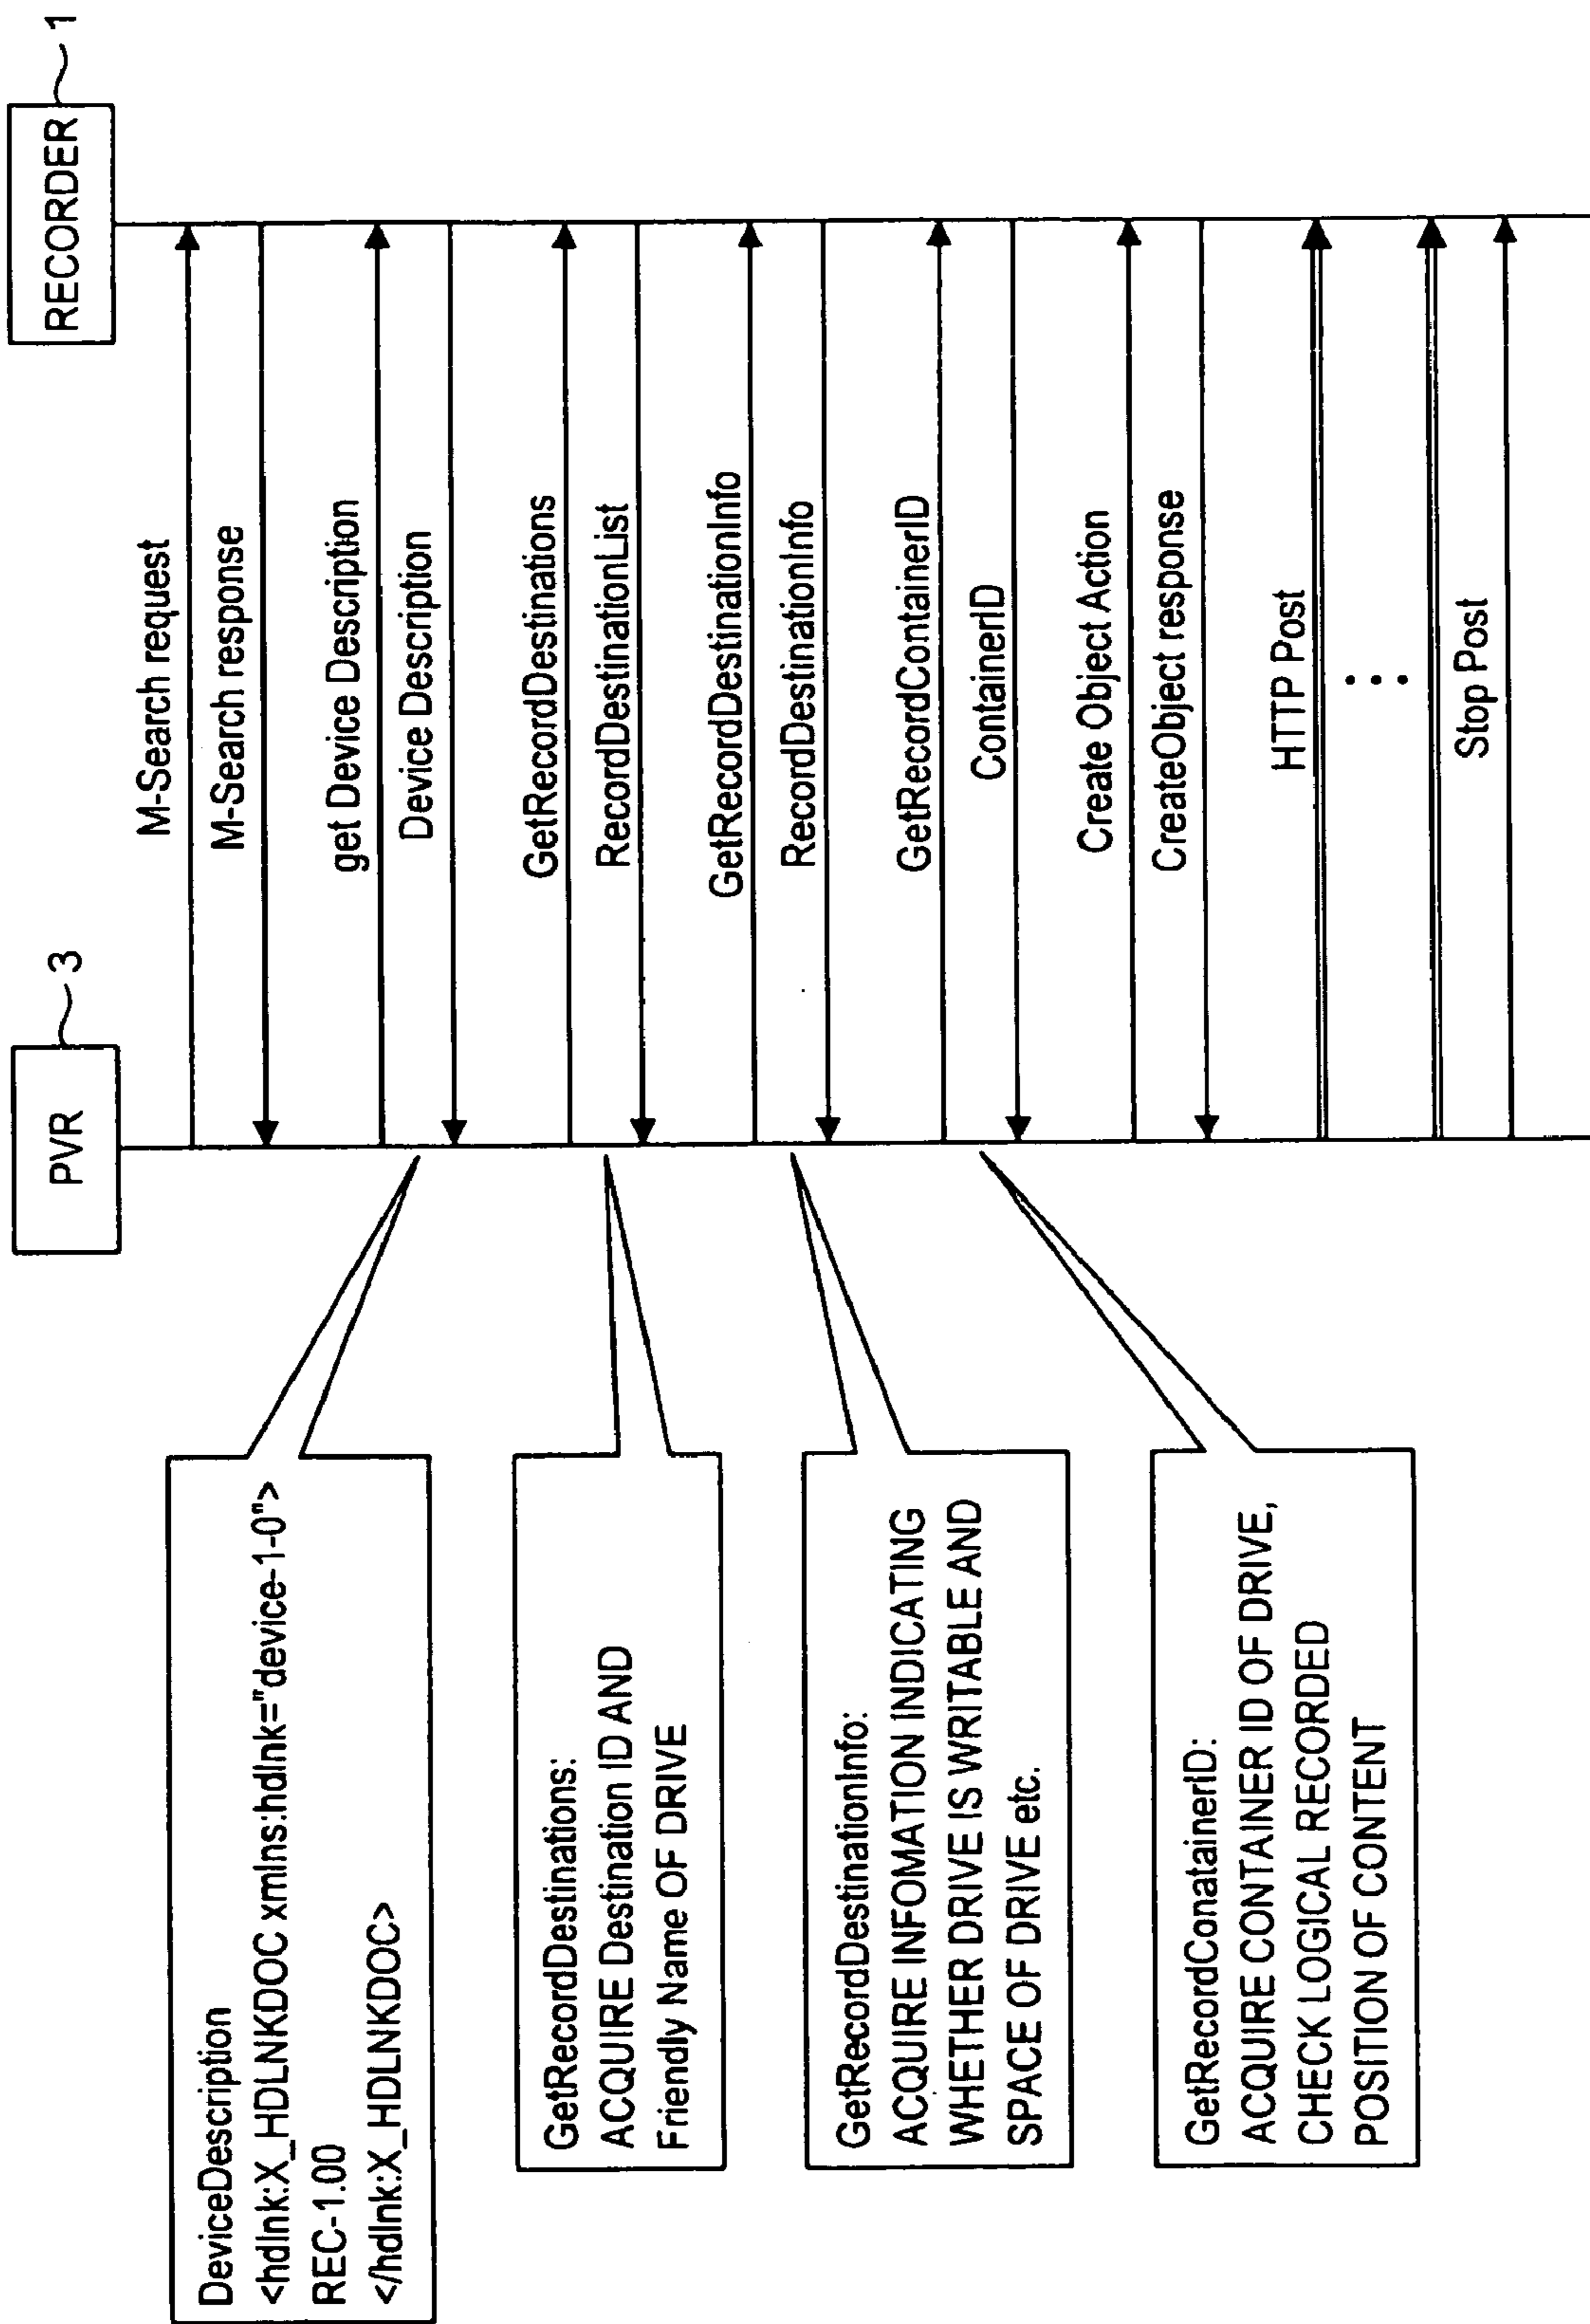 PVR
3
RECORDER
1
M-Search request
M-Search response
get Device Description
Device Description
GetRecordDestinations
RecordDestinationList
GetRecordDestinationInfo
RecordDestinationInfo
GetRecordContainerID
ContainerID
Create Object Action
CreateObject response
HTTP Post
Stop Post
DeviceDescription
<hdlnk:X_HDLNKDOC xmlns:hdlnk="device-1-0">
REC-1.00
</hdlnk:X_HDLNKDOC>
GetRecordDestinations:
ACQUIRE Destination ID AND
Friendly Name OF DRIVE
GetRecordDestinationInfo:
ACQUIRE INFOMATION INDICATING
WHETHER DRIVE IS WRITABLE AND
SPACE OF DRIVE etc.
GetRecordConatainerID:
ACQUIRE CONTAINER ID OF DRIVE,
CHECK LOGICAL RECORDED
POSITION OF CONTENT